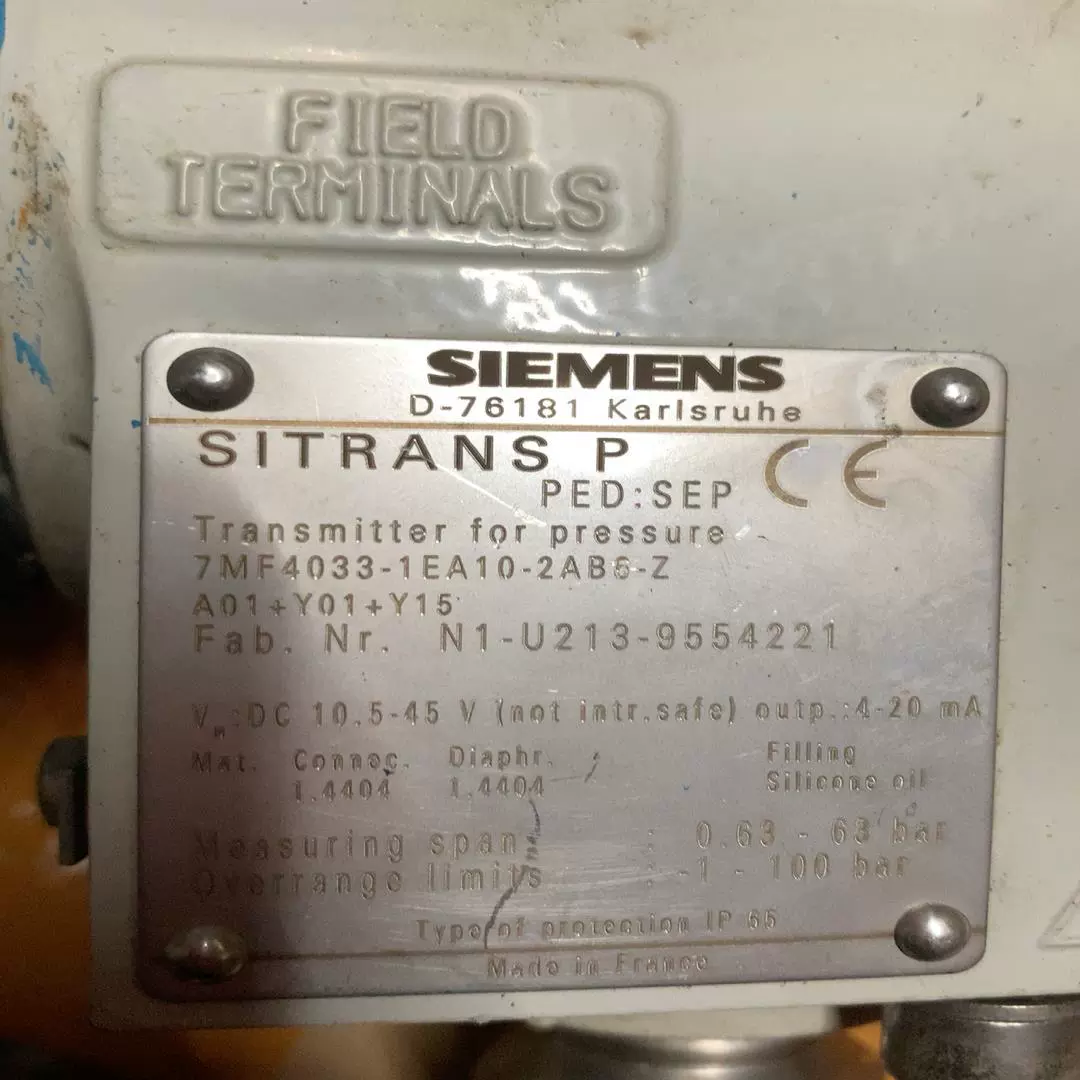 FIELD
TERMINALS
SIEMENS
D-76181 Karlsruhe
SITRANS P
PED:SEP CE
Transmitter for pressure
7MF4033-1EA10-2AB6-Z
A01+Y01+Y15
Fab. Nr. N1-U213-9554221
V :DC 10.5-45 V (not intr.safe) outp.:4-20 mA
Mat. Connec. Diaphr. Filling
1.4404 1.4404 Silicone oil
Measuring span : 0.63 - 63 bar
Overrange limits : -1 - 100 bar
Type of protection IP 65
Made in France